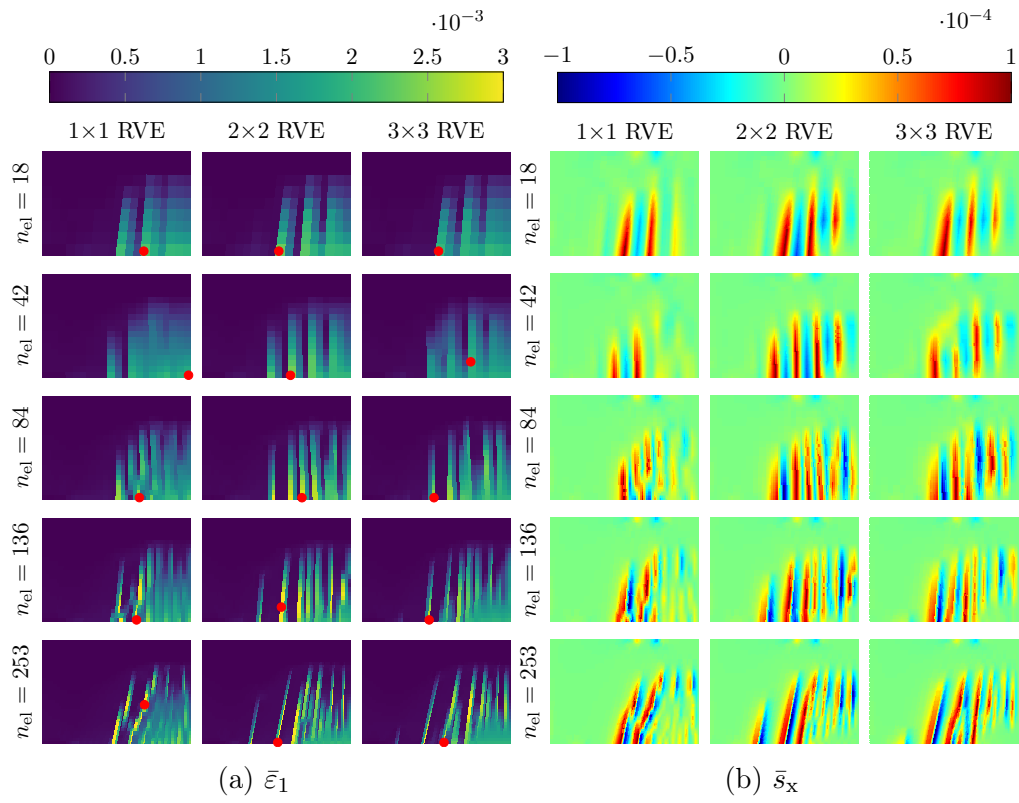 ·10⁻³
0 0.5 1 1.5 2 2.5 3
1×1 RVE 2×2 RVE 3×3 RVE
n_el = 18
n_el = 42
n_el = 84
n_el = 136
n_el = 253
(a) ε̄₁
·10⁻⁴
−1 −0.5 0 0.5 1
1×1 RVE 2×2 RVE 3×3 RVE
n_el = 18
n_el = 42
n_el = 84
n_el = 136
n_el = 253
(b) s̄ₓ